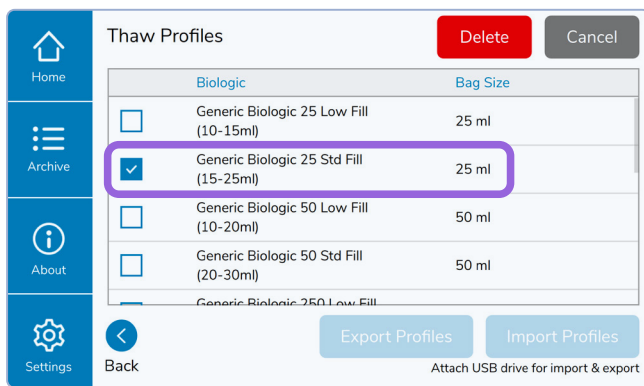 Thaw Profiles
Delete
Cancel
Home
Biologic
Bag Size
Generic Biologic 25 Low Fill
(10-15ml)
25 ml
Archive
Generic Biologic 25 Std Fill
(15-25ml)
25 ml
Generic Biologic 50 Low Fill
(10-20ml)
50 ml
About
Generic Biologic 50 Std Fill
(20-30ml)
50 ml
Generic Biologic 250 Low Fill
Settings
Back
Export Profiles
Import Profiles
Attach USB drive for import & export